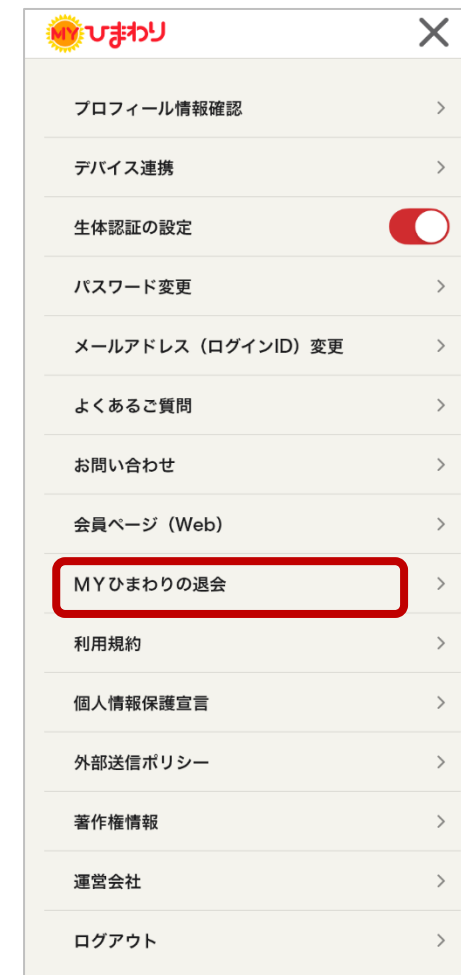 MYひまわり
プロフィール情報確認
デバイス連携
生体認証の設定
パスワード変更
メールアドレス（ログインID）変更
よくあるご質問
お問い合わせ
会員ページ（Web）
ＭＹひまわりの退会
利用規約
個人情報保護宣言
外部送信ポリシー
著作権情報
運営会社
ログアウト